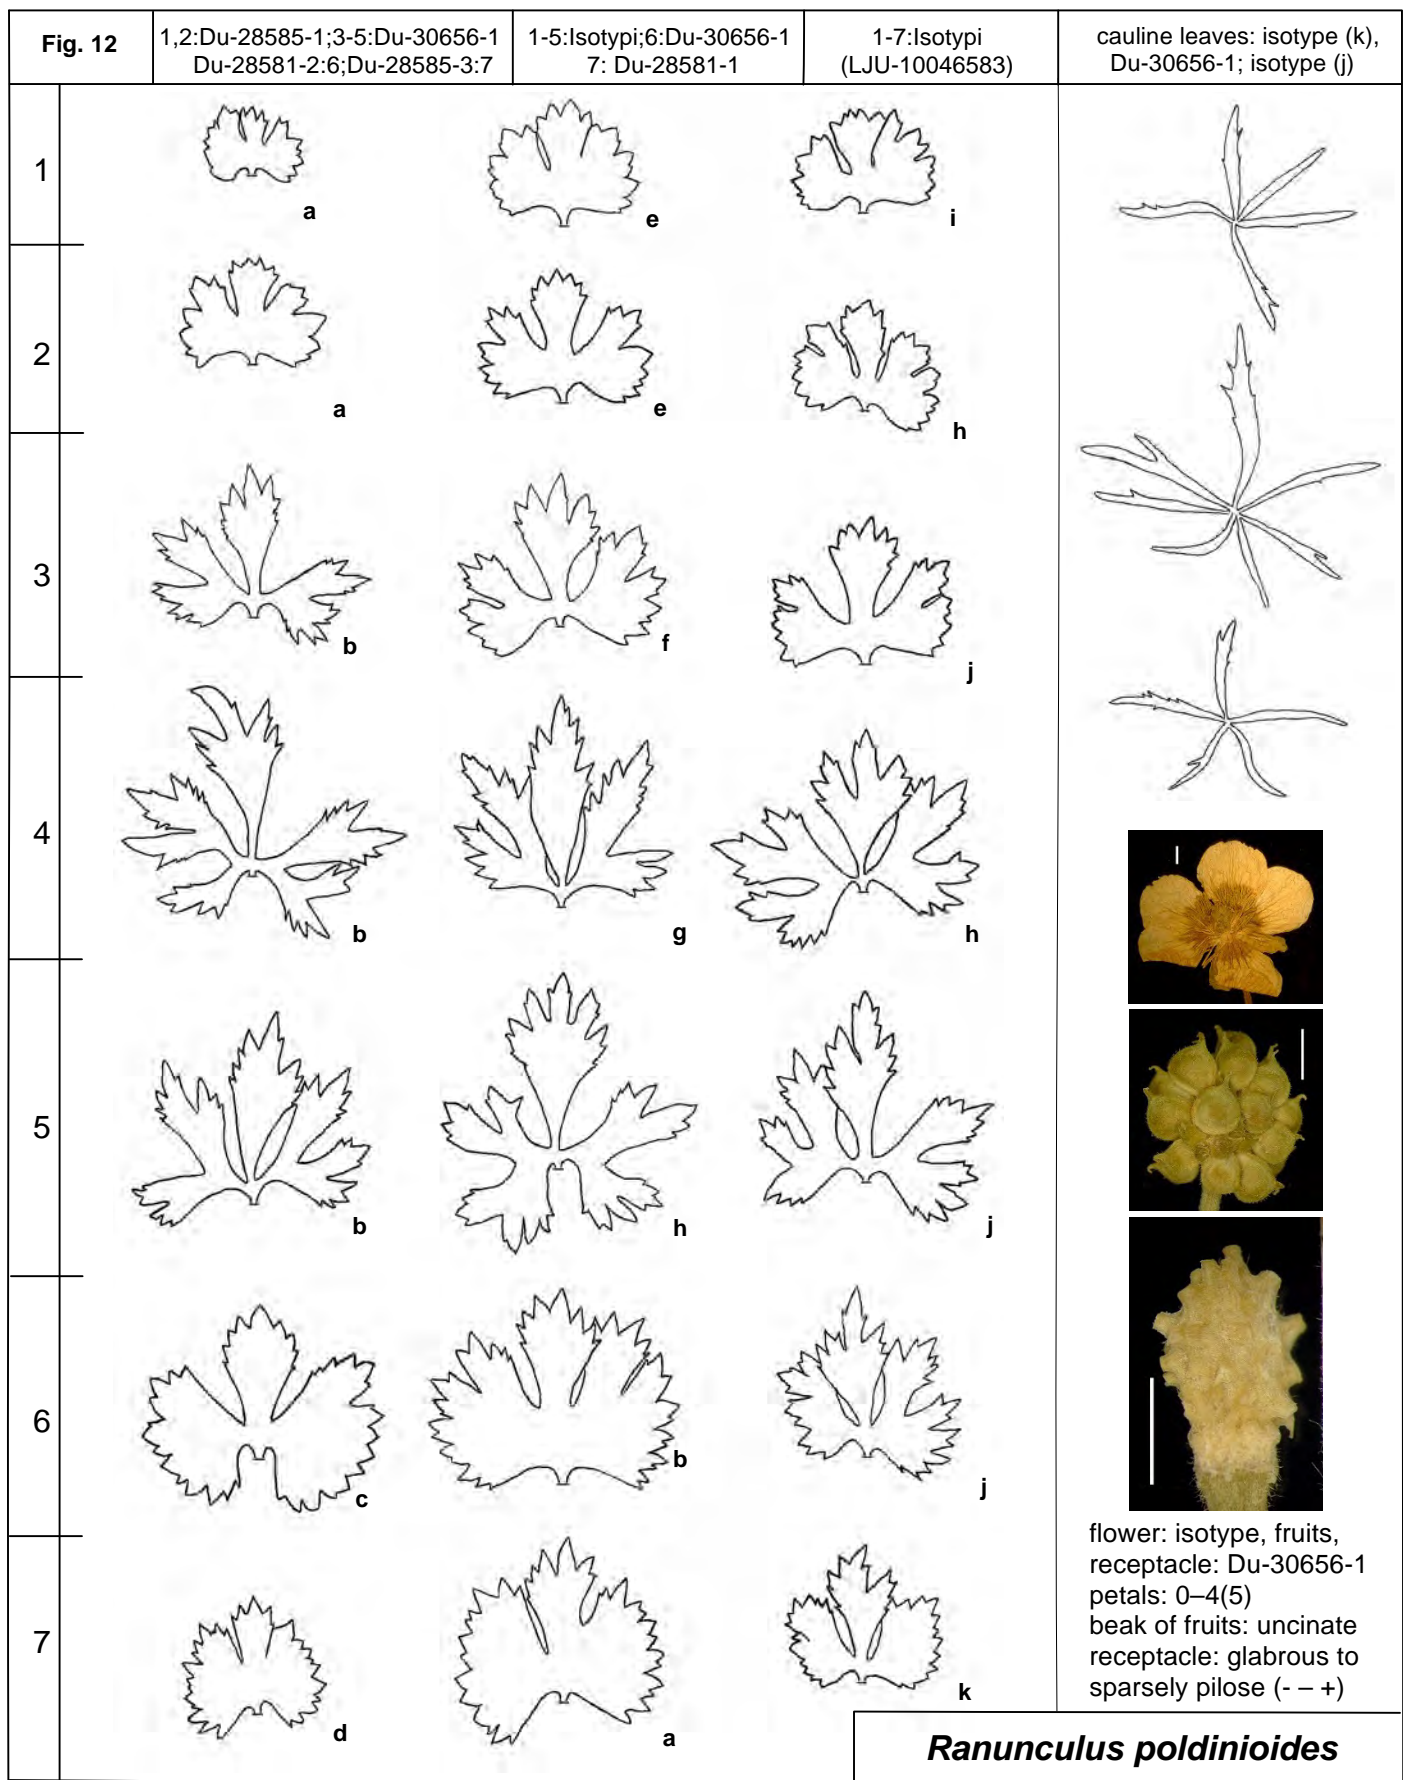 Fig. 12
1,2:Du-28585-1;3-5:Du-30656-1
Du-28581-2:6;Du-28585-3:7
1-5:Isotypi;6:Du-30656-1
7: Du-28581-1
1-7:Isotypi
(LJU-10046583)
cauline leaves: isotype (k),
Du-30656-1; isotype (j)
1
a
e
i
2
a
e
h
3
b
f
j
4
b
g
h
5
b
h
j
6
c
b
j
7
d
a
k
flower: isotype, fruits,
receptacle: Du-30656-1
petals: 0–4(5)
beak of fruits: uncinate
receptacle: glabrous to
sparsely pilose (- – +)
Ranunculus poldinioides